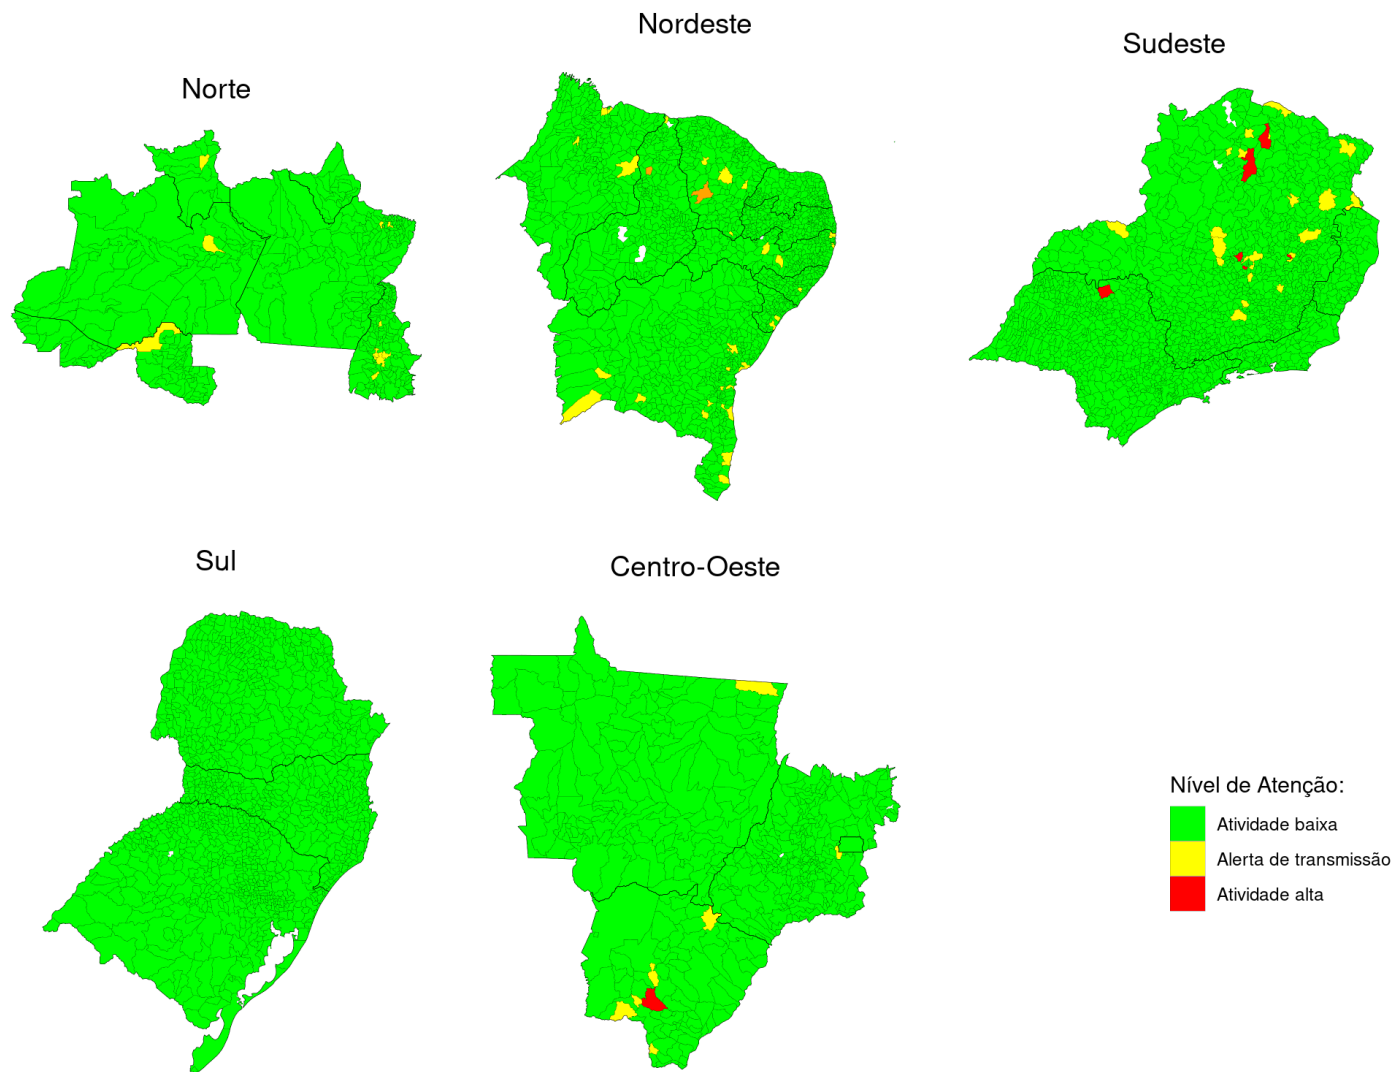 Norte
Nordeste
Sudeste
Sul
Centro-Oeste
Nível de Atenção:
Atividade baixa
Alerta de transmissão
Atividade alta